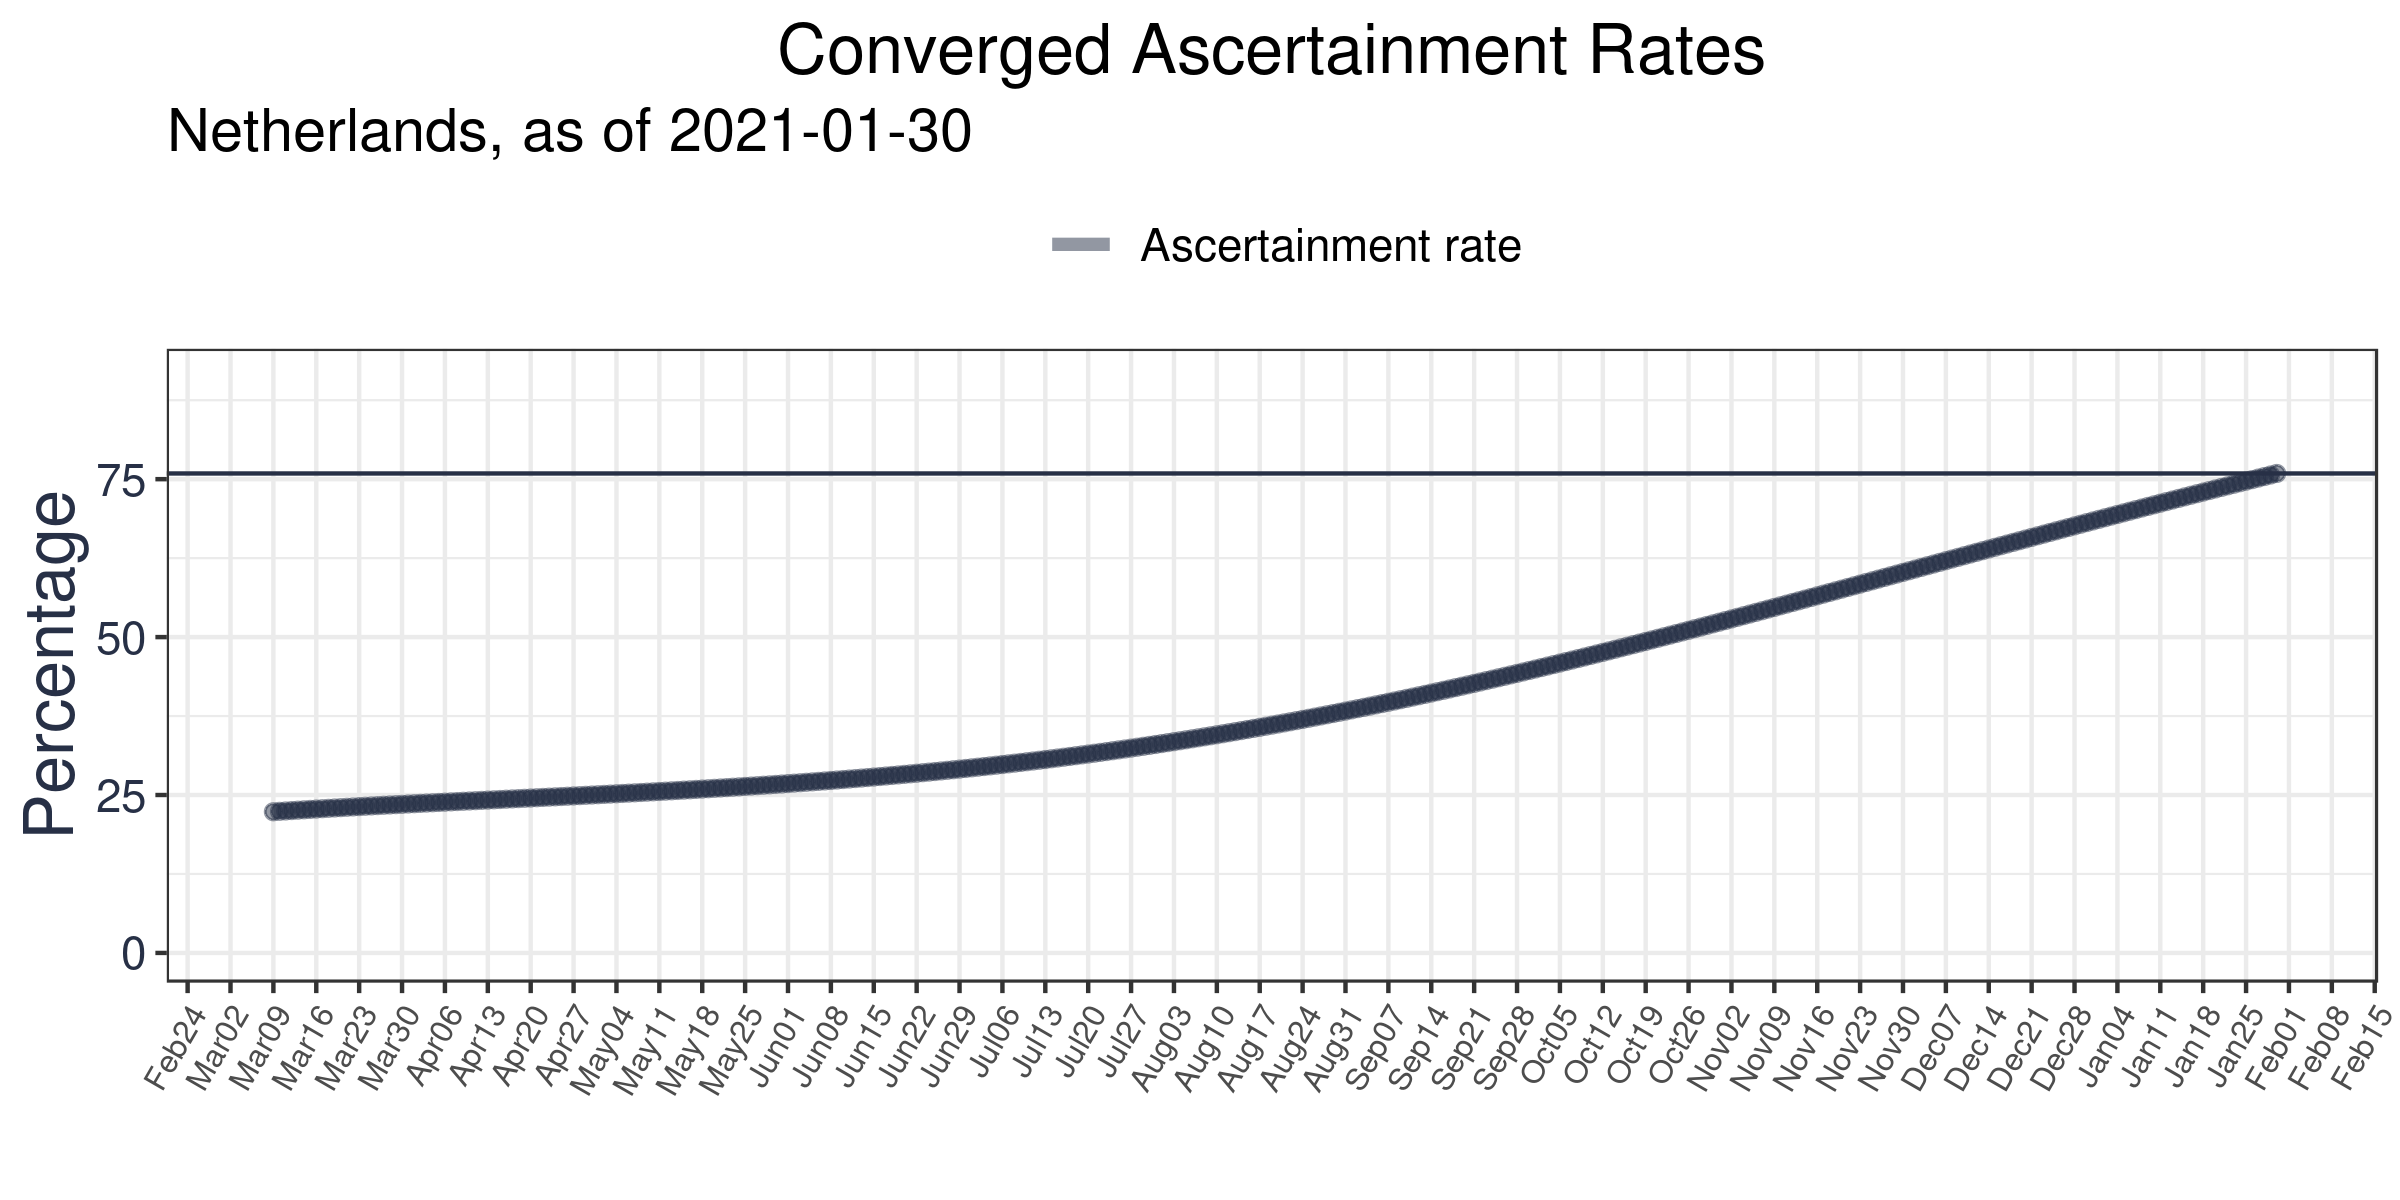 Converged Ascertainment Rates
Netherlands, as of 2021-01-30
Ascertainment rate
Percentage
75
50
25
0
Feb24 Mar02 Mar09 Mar16 Mar23 Mar30 Apr06 Apr13 Apr20 Apr27 May04 May11 May18 May25 Jun01 Jun08 Jun15 Jun22 Jun29 Jul06 Jul13 Jul20 Jul27 Aug03 Aug10 Aug17 Aug24 Aug31 Sep07 Sep14 Sep21 Sep28 Oct05 Oct12 Oct19 Oct26 Nov02 Nov09 Nov16 Nov23 Nov30 Dec07 Dec14 Dec21 Dec28 Jan04 Jan11 Jan18 Jan25 Feb01 Feb08 Feb15